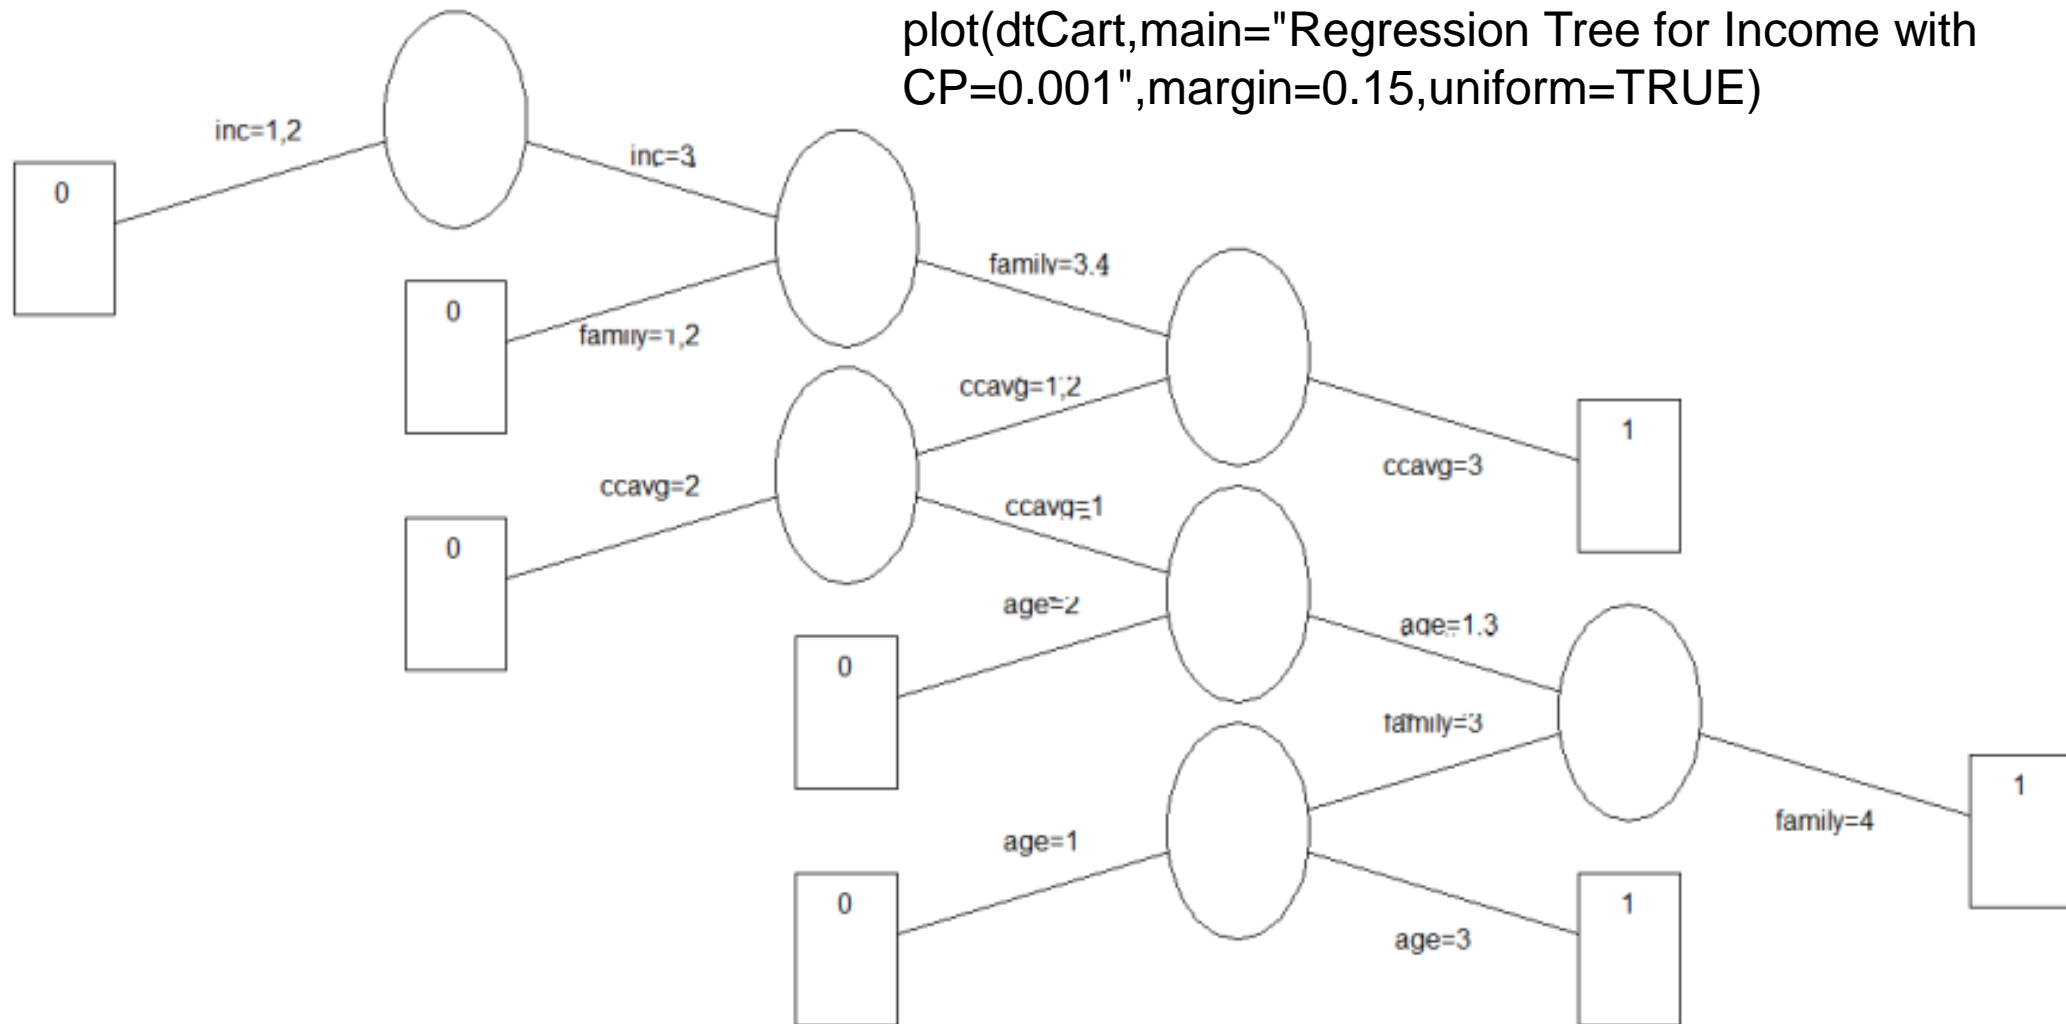 plot(dtCart,main="Regression Tree for Income with
CP=0.001",margin=0.15,uniform=TRUE)
inc=1,2
inc=3
0
family=3,4
0
family=1,2
ccavg=1,2
1
ccavg=3
ccavg=2
ccavg=1
0
age=2
age=1,3
0
family=3
1
family=4
age=1
0
1
age=3